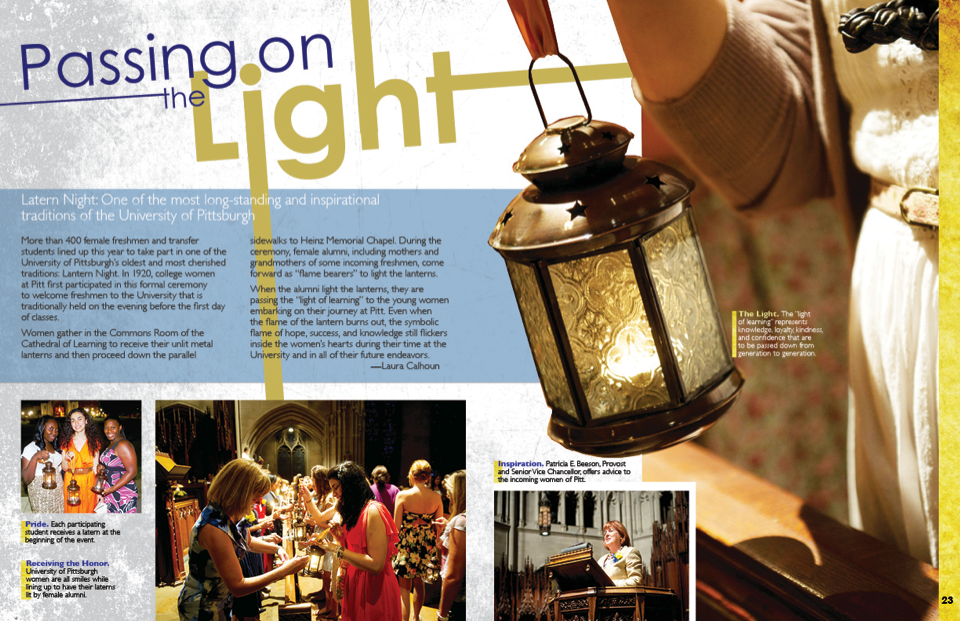 Passing on
the
Light
Latern Night: One of the most long-standing and inspirational
traditions of the University of Pittsburgh
More than 400 female freshmen and transfer
students lined up this year to take part in one of the
University of Pittsburgh's oldest and most cherished
traditions: Lantern Night. In 1920, college women
at Pitt first participated in this formal ceremony
to welcome freshmen to the University that is
traditionally held on the evening before the first day
of classes.
Women gather in the Commons Room of the
Cathedral of Learning to receive their unlit metal
lanterns and then proceed down the parallel
sidewalks to Heinz Memorial Chapel. During the
ceremony, female alumni, including mothers and
grandmothers of some incoming freshmen, come
forward as "flame bearers" to light the lanterns.
When the alumni light the lanterns, they are
passing the "light of learning" to the young women
embarking on their journey at Pitt. Even when
the flame of the lantern burns out, the symbolic
flame of hope, success, and knowledge still flickers
inside the women's hearts during their time at the
University and in all of their future endeavors.
—Laura Calhoun
The Light. The "light
of learning" represents
knowledge, loyalty, kindness,
and confidence that are
to be passed down from
generation to generation.
Inspiration. Patricia E. Beeson, Provost
and Senior Vice Chancellor, offers advice to
the incoming women of Pitt.
Pride. Each participating
student receives a latern at the
beginning of the event.
Receiving the Honor.
University of Pittsburgh
women are all smiles while
lining up to have their laterns
lit by female alumni.
23